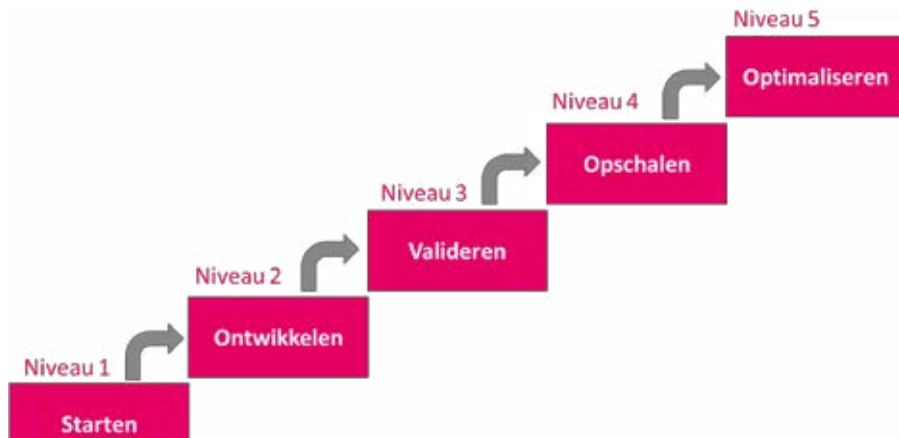 Niveau 5
Optimaliseren
Niveau 4
Opschalen
Niveau 3
Valideren
Niveau 2
Ontwikkelen
Niveau 1
Starten